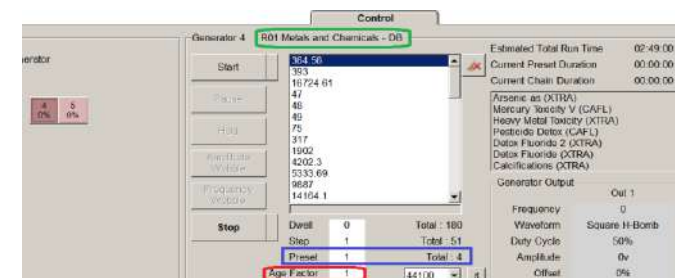 Control
Generator 4 R01 Metals and Chemicals - DB
erator
4 5
0% 0%
Start
Pause
Hold
Amplitude
Wobble
Frequency
Wobble
Stop
364.56
393
16724.61
47
48
49
75
317
1902
4202.3
5333.69
9887
14164.1
Dwell 0 Total : 180
Step 1 Total : 51
Preset 1 Total : 4
Age Factor 1 44100
Estimated Total Run Time 02:49:00
Current Preset Duration 00:00:00
Current Chain Duration 00:00:00
Arsenic as (XTRA)
Mercury Toxicity V (CAFL)
Heavy Metal Toxicity (XTRA)
Pesticide Detox (CAFL)
Detox Fluoride 2 (XTRA)
Detox Fluoride (XTRA)
Calcifications (XTRA)
Generator Output
Out 1
Frequency 0
Waveform Square H-Bomb
Duty Cycle 50%
Amplitude 0v
Offset 0%